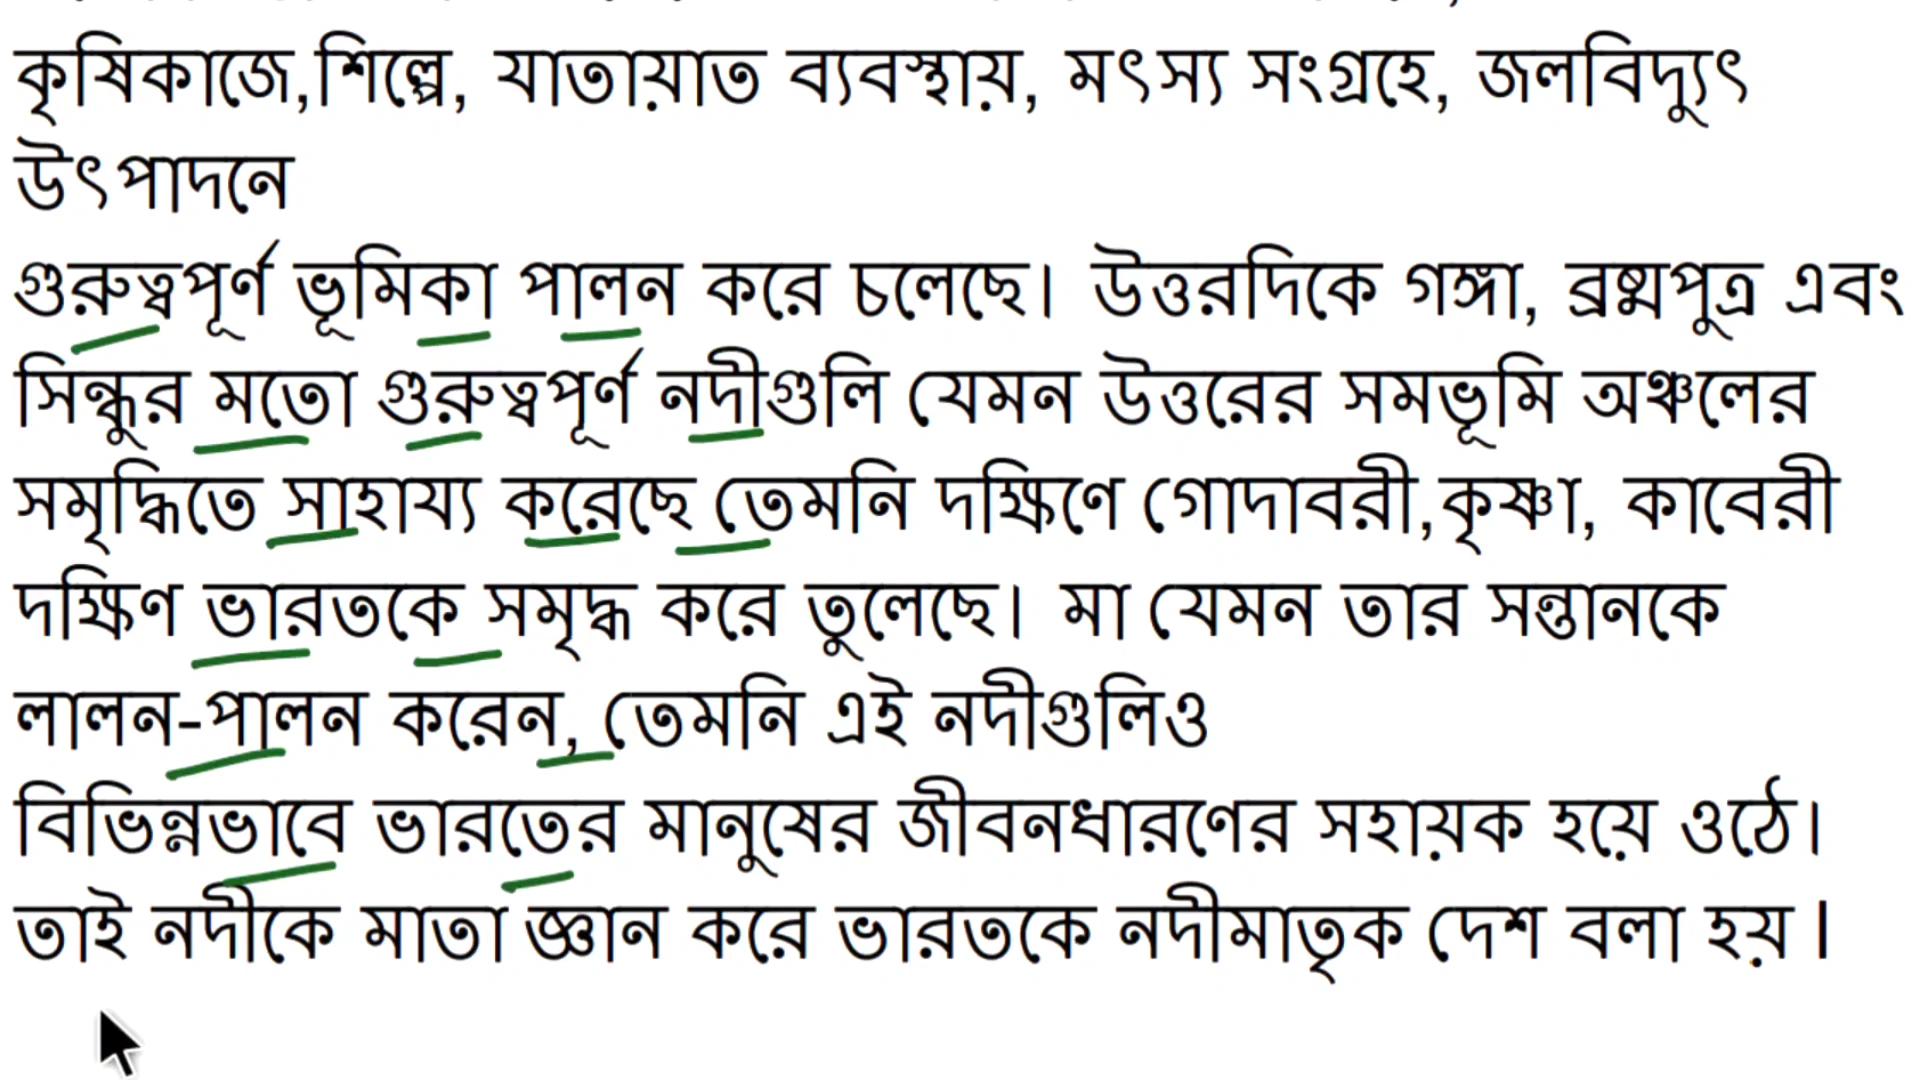 কৃষিকাজে,শিল্পে, যাতায়াত ব্যবস্থায়, মৎস্য সংগ্রহে, জলবিদ্যুৎ
উৎপাদনে
গুরুত্বপূর্ণ ভূমিকা পালন করে চলেছে। উত্তরদিকে গঙ্গা, ব্রহ্মপুত্র এবং
সিন্ধুর মতো গুরুত্বপূর্ণ নদীগুলি যেমন উত্তরের সমভূমি অঞ্চলের
সমৃদ্ধিতে সাহায্য করেছে তেমনি দক্ষিণে গোদাবরী,কৃষ্ণা, কাবেরী
দক্ষিণ ভারতকে সমৃদ্ধ করে তুলেছে। মা যেমন তার সন্তানকে
লালন-পালন করেন, তেমনি এই নদীগুলিও
বিভিন্নভাবে ভারতের মানুষের জীবনধারণের সহায়ক হয়ে ওঠে।
তাই নদীকে মাতা জ্ঞান করে ভারতকে নদীমাতৃক দেশ বলা হয় l